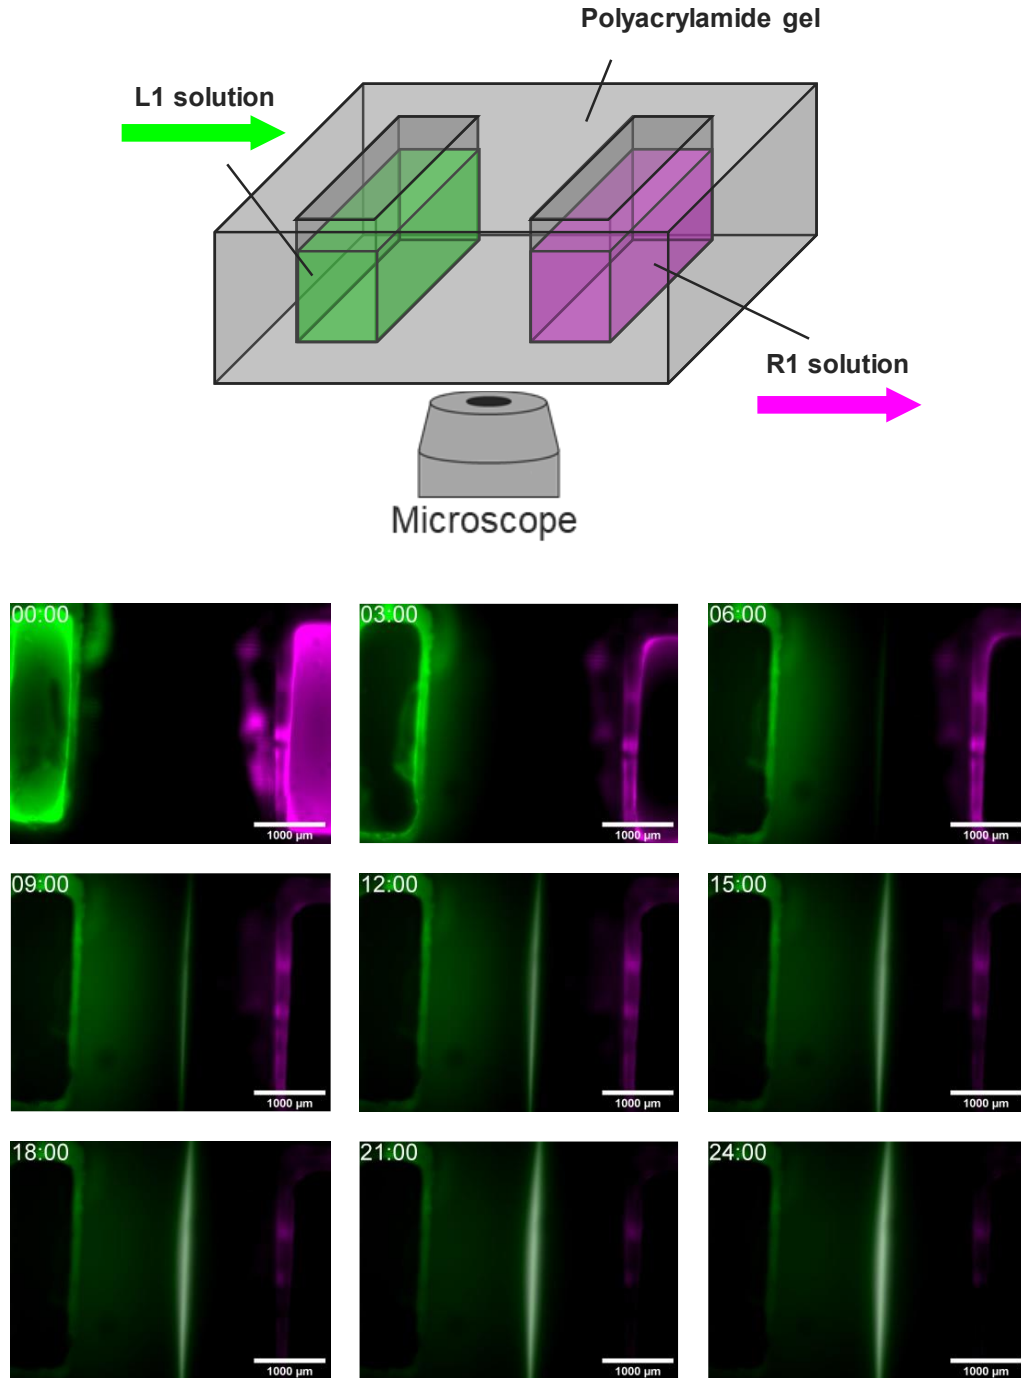 Polyacrylamide gel
L1 solution
R1 solution
Microscope
00:00
1000 µm
03:00
1000 µm
06:00
1000 µm
09:00
1000 µm
12:00
1000 µm
15:00
1000 µm
18:00
1000 µm
21:00
1000 µm
24:00
1000 µm